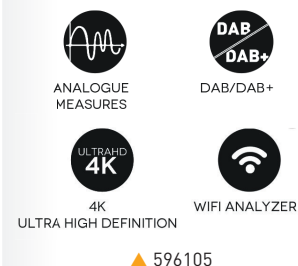 DAB
DAB+
ANALOGUE
MEASURES
DAB/DAB+
ULTRAHD
4K
4K
ULTRA HIGH DEFINITION
WIFI ANALYZER
596105